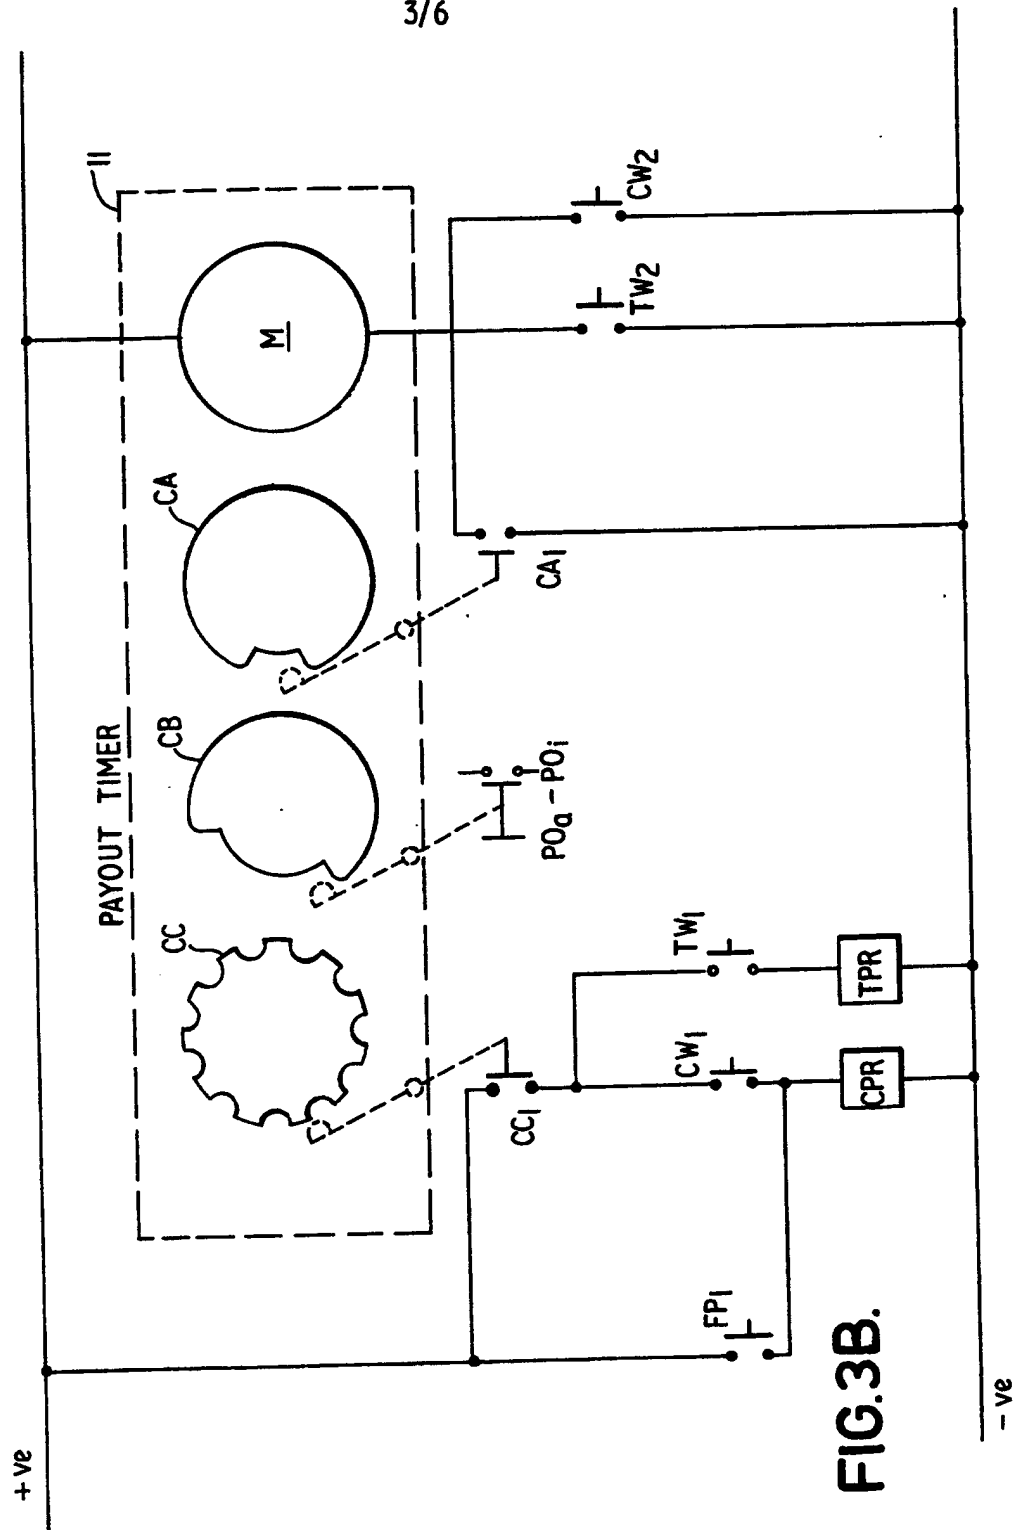 3/6
+ve
PAYOUT TIMER
11
CC
CB
CA
M
CC1
POa – POi
CA1
FP1
CW1
TW1
TW2
CW2
CPR
TPR
FIG.3B.
– ve